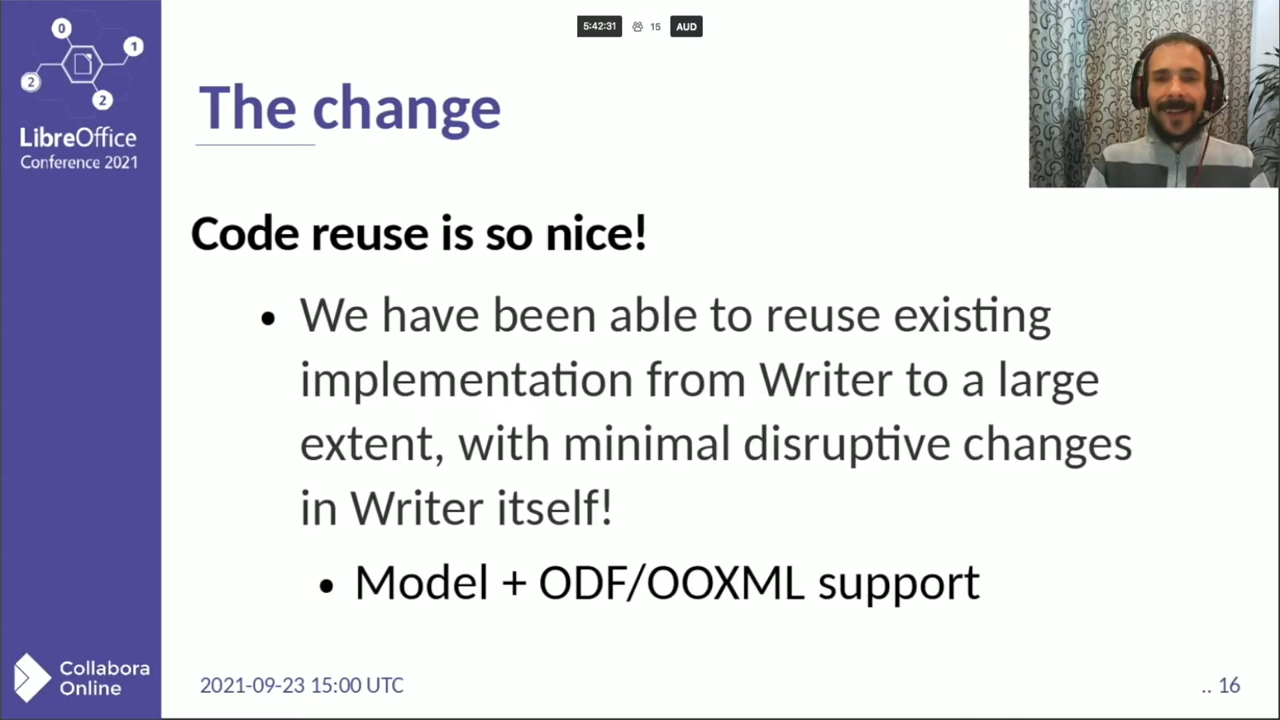 5:42:31 15 AUD
0
1
2
2
LibreOffice
Conference 2021
The change
Code reuse is so nice!
• We have been able to reuse existing
implementation from Writer to a large
extent, with minimal disruptive changes
in Writer itself!
• Model + ODF/OOXML support
Collabora
Online
2021-09-23 15:00 UTC
.. 16